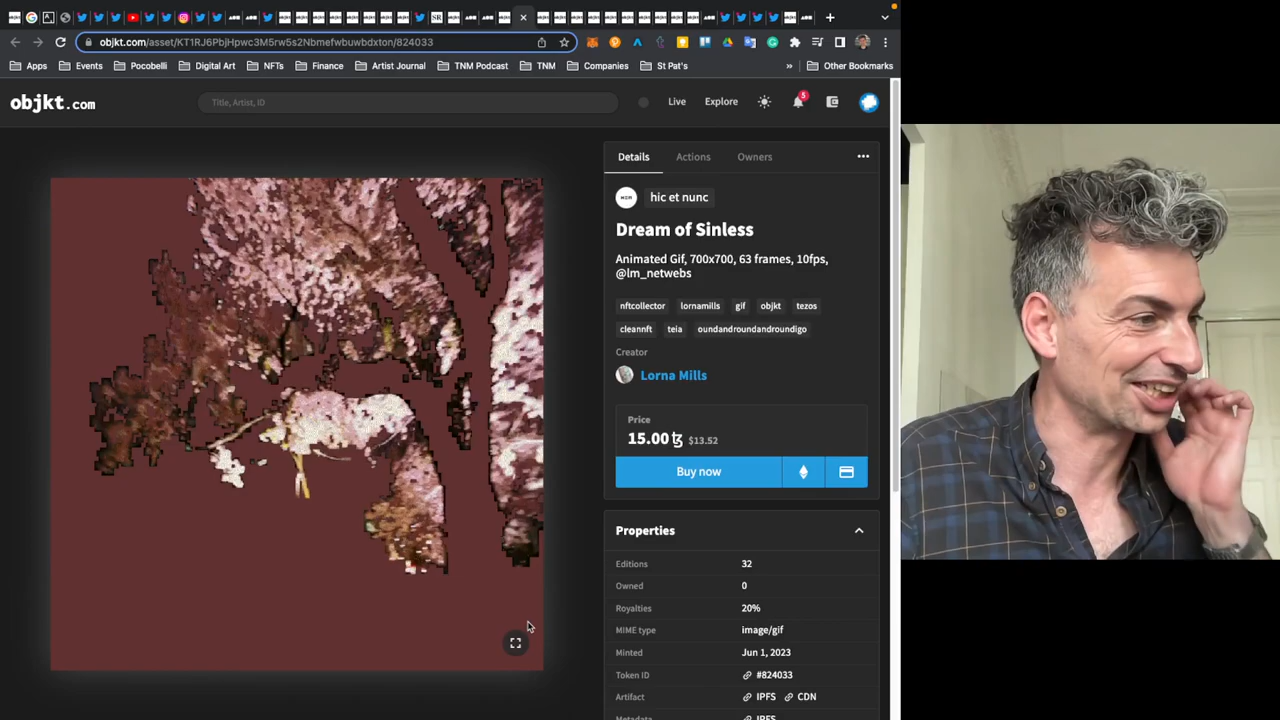 objkt.com/asset/KT1RJ6PbjHpwc3M5rw5s2Nbmefwbuwbdxton/824033
Apps Events Pocobelli Digital Art NFTs Finance Artist Journal TNM Podcast TNM Companies St Pat's » Other Bookmarks
objkt.com Title, Artist, ID Live Explore 5
Details Actions Owners
hic et nunc
Dream of Sinless
Animated Gif, 700x700, 63 frames, 10fps,
@lm_netwebs
nftcollector lornamills gif objkt tezos
cleannft teia oundandroundandroundigo
Creator
Lorna Mills
Price
15.00 ꜩ $13.52
Buy now
Properties
Editions 32
Owned 0
Royalties 20%
MIME type image/gif
Minted Jun 1, 2023
Token ID #824033
Artifact IPFS CDN
Metadata IPFS